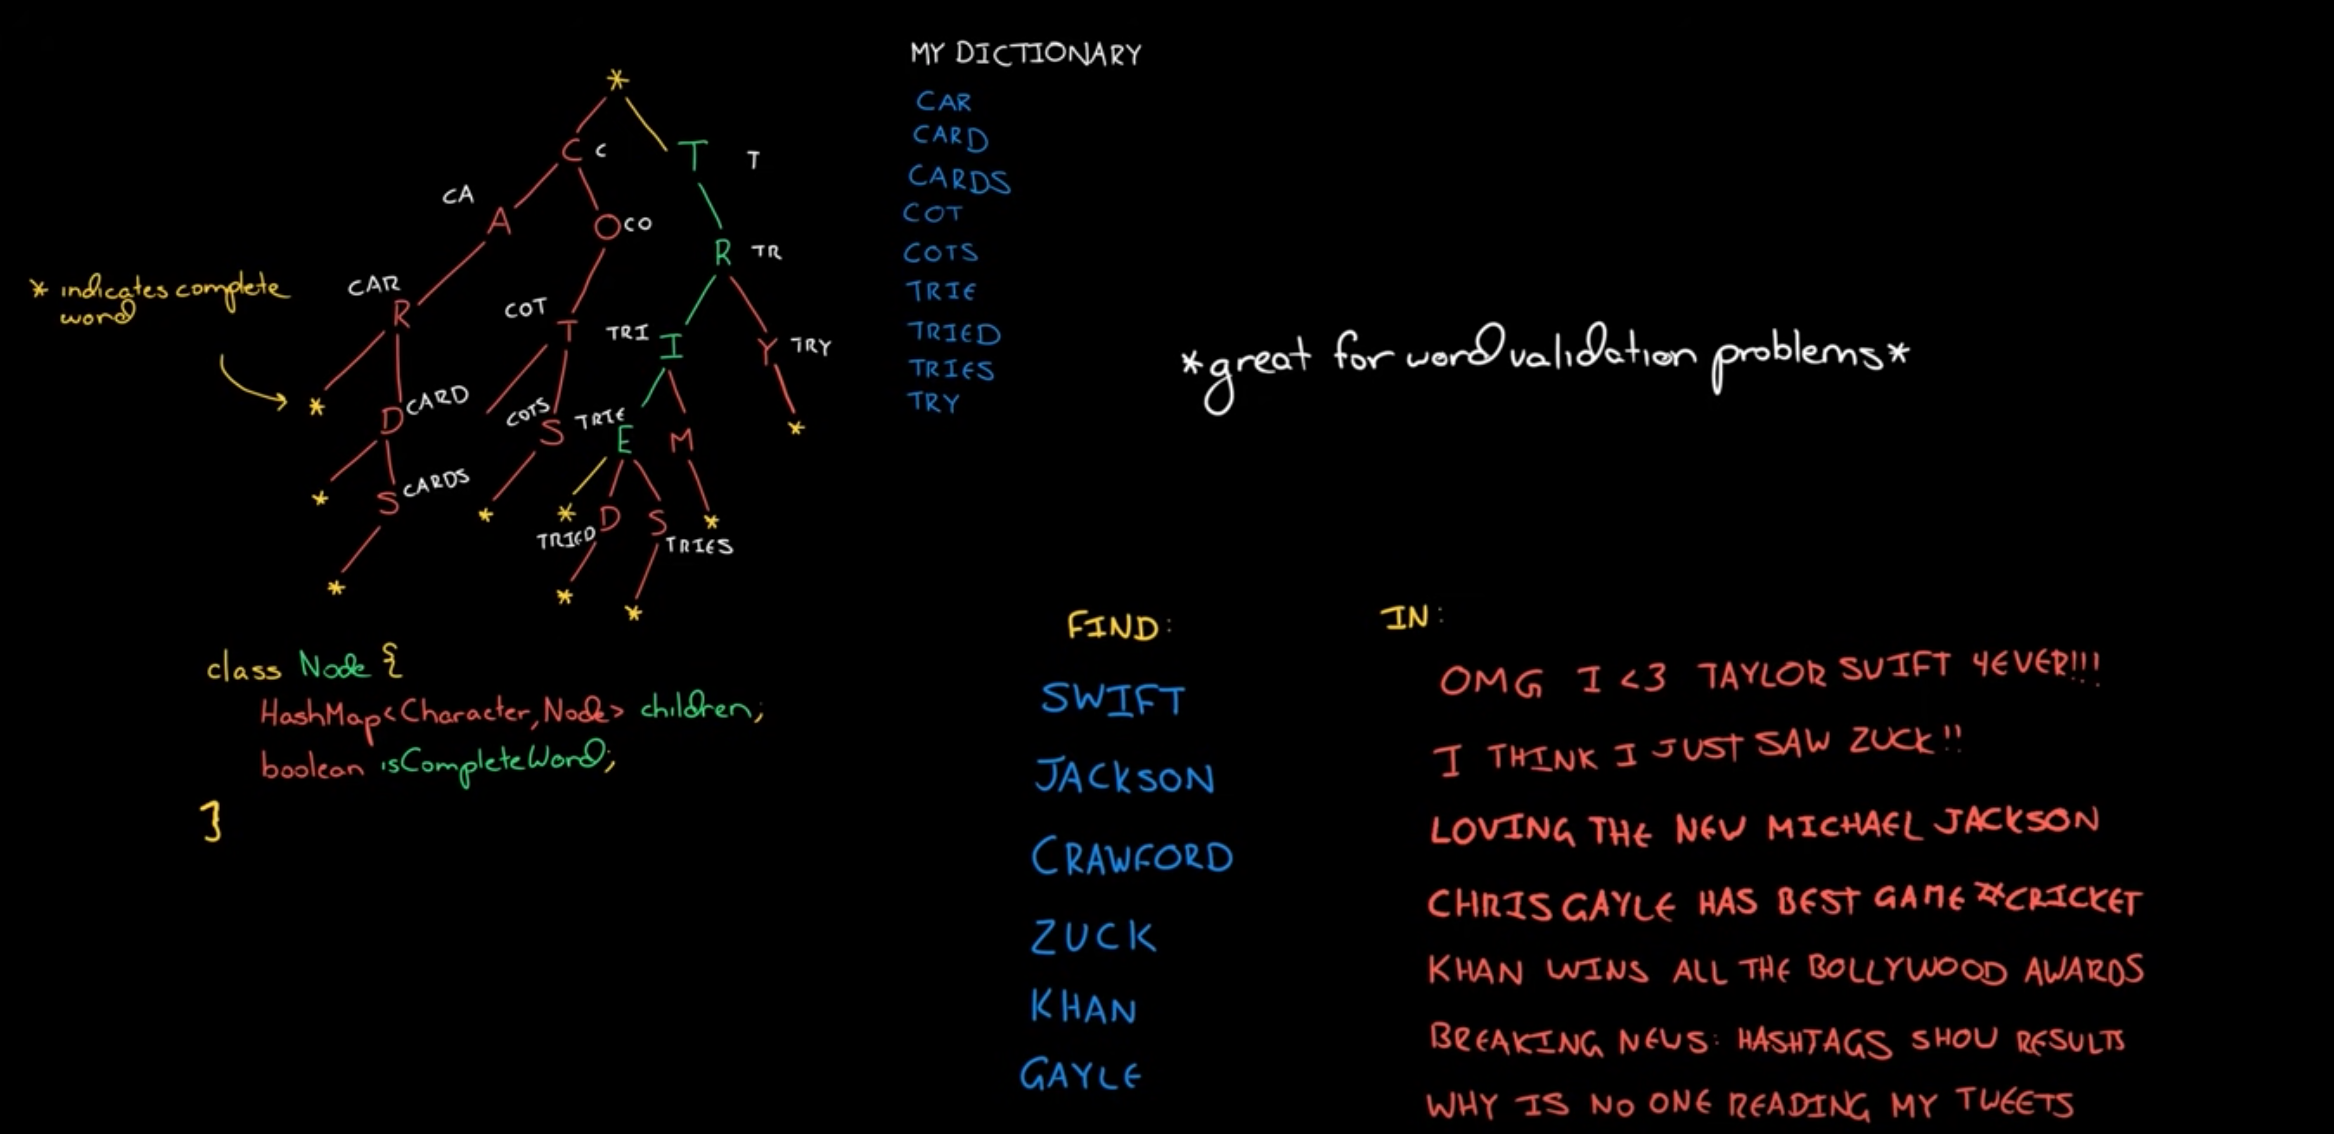 *
C C
T T
CA
A
O CO
R TR
* indicates complete
word
CAR
R
COT
T
TRI
I
Y TRY
*
D CARD
COTS
S
TRIE
E
M
*
*
S CARDS
*
*
D
S
*
TRIED
TRIES
*
*
*
class Node {
HashMap<Character, Node> children;
boolean isCompleteWord;
}
MY DICTIONARY
CAR
CARD
CARDS
COT
COTS
TRIE
TRIED
TRIES
TRY
*great for word validation problems*
FIND:
SWIFT
JACKSON
CRAWFORD
ZUCK
KHAN
GAYLE
IN:
OMG I <3 TAYLOR SWIFT 4EVER!!!
I THINK I JUST SAW ZUCK!!
LOVING THE NEW MICHAEL JACKSON
CHRIS GAYLE HAS BEST GAME #CRICKET
KHAN WINS ALL THE BOLLYWOOD AWARDS
BREAKING NEWS: HASHTAGS SHOW RESULTS
WHY IS NO ONE READING MY TWEETS